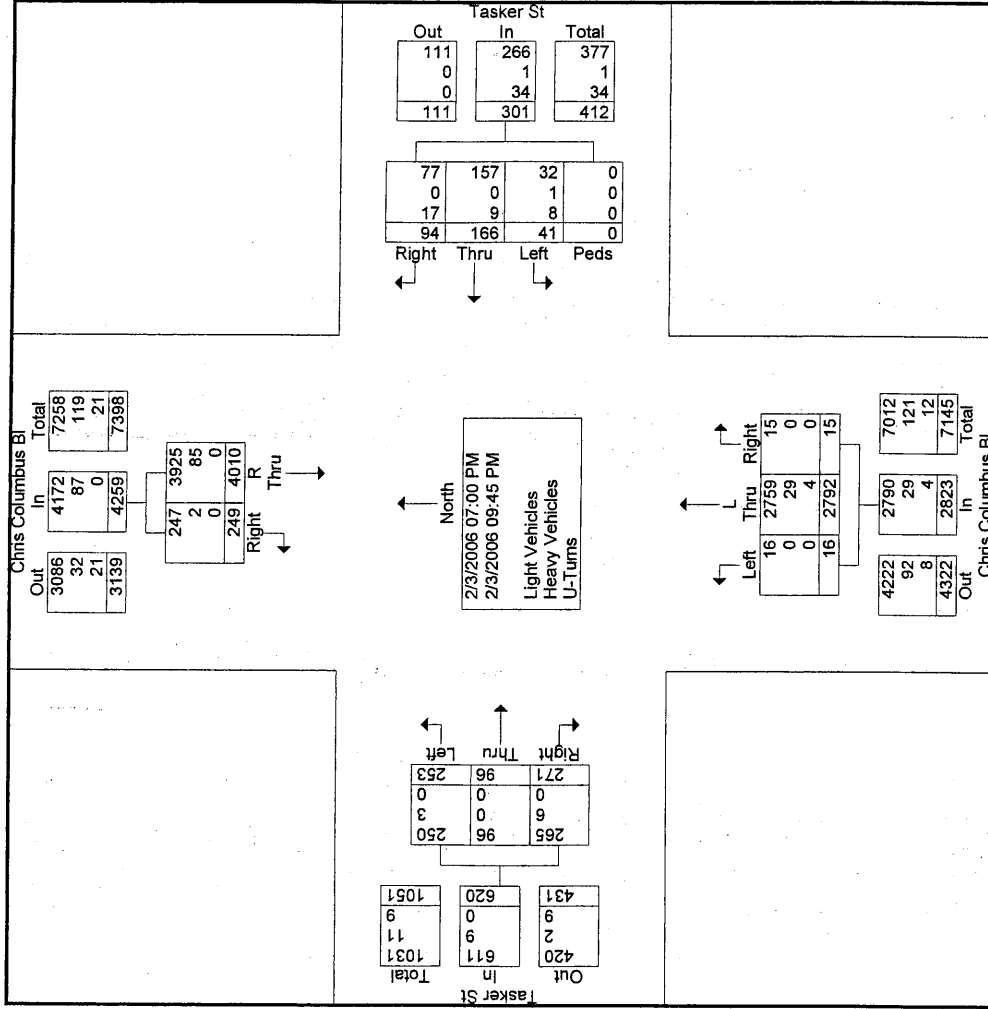 Tasker St
Out In Total
111 266 377
0 1 1
0 34 34
111 301 412
77 157 32 0
0 0 1 0
17 9 8 0
94 166 41 0
Right Thru Left Peds
Chris Columbus Bl
Out In Total
3086 4172 7258
32 87 119
21 0 21
3139 4259 7398
247 3925
2 85
0 0
249 4010
Right Thru
R
North
2/3/2006 07:00 PM
2/3/2006 09:45 PM
Light Vehicles
Heavy Vehicles
U-Turns
L
Left Thru Right
16 2759 15
0 29 0
0 4 0
16 2792 15
4222 2790 7012
92 29 121
8 4 12
4322 2823 7145
Out In Total
Chris Columbus Bl
Left Thru Right
253 96 271
0 0 0
3 0 6
250 96 265
1051 620 431
9 0 9
11 9 2
1031 611 420
Total In Out
Tasker St